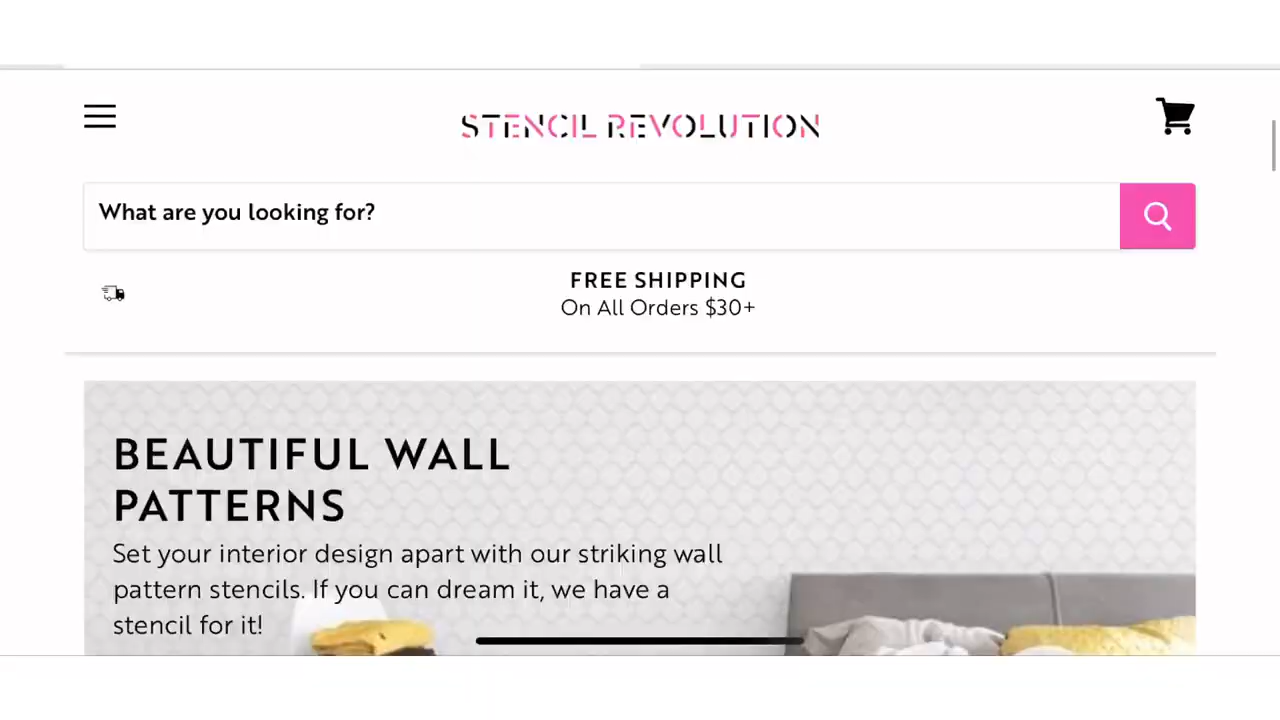 STENCIL REVOLUTION
What are you looking for?
FREE SHIPPING
On All Orders $30+
BEAUTIFUL WALL
PATTERNS
Set your interior design apart with our striking wall
pattern stencils. If you can dream it, we have a
stencil for it!